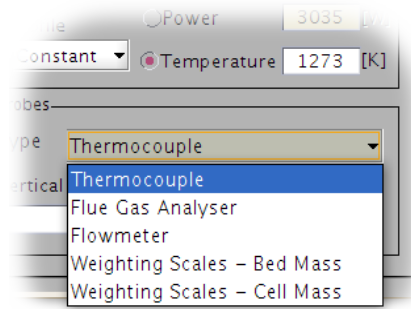 Power 3035
Constant Temperature 1273 [K]
Thermocouple
Thermocouple
Flue Gas Analyser
Flowmeter
Weighting Scales – Bed Mass
Weighting Scales – Cell Mass